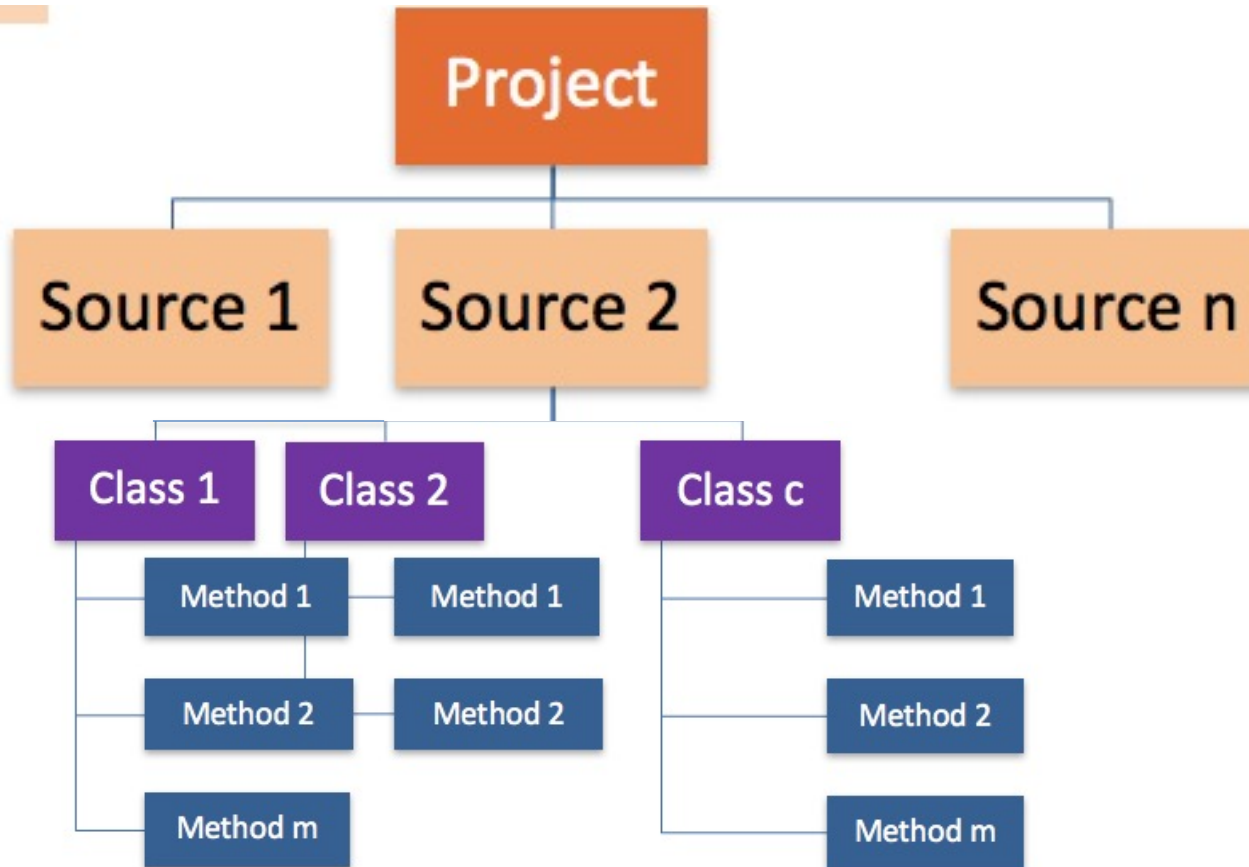 Project
Source 1
Source 2
Source n
Class 1
Class 2
Class c
Method 1
Method 1
Method 1
Method 2
Method 2
Method 2
Method m
Method m